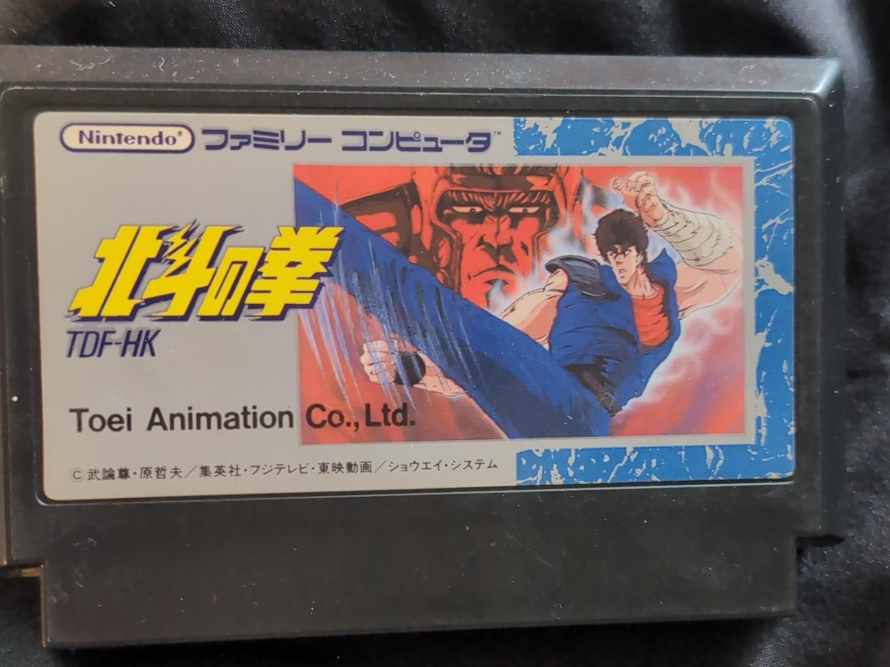 Nintendo® ファミリー コンピュータ™
北斗の拳
TDF-HK
Toei Animation Co.,Ltd.
©武論尊・原哲夫／集英社・フジテレビ・東映動画／ショウエイ・システム